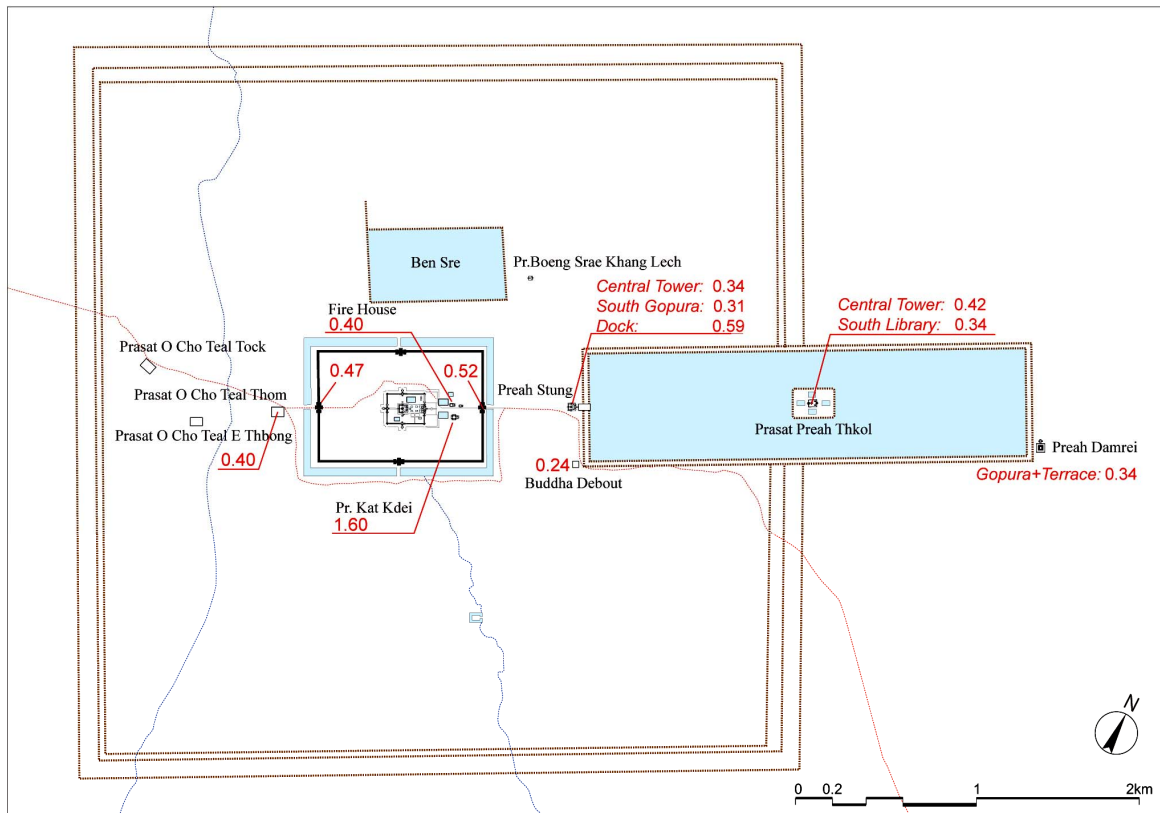 Ben Sre
Pr.Boeng Srae Khang Lech
Central Tower: 0.34
South Gopura: 0.31
Dock: 0.59
Central Tower: 0.42
South Library: 0.34
Fire House
0.40
Prasat O Cho Teal Tock
0.47
0.52
Preah Stung
Prasat O Cho Teal Thom
Prasat O Cho Teal E Thbong
0.40
Prasat Preah Thkol
Preah Damrei
Gopura+Terrace: 0.34
0.24
Buddha Debout
Pr. Kat Kdei
1.60
N
0 0.2 1 2km